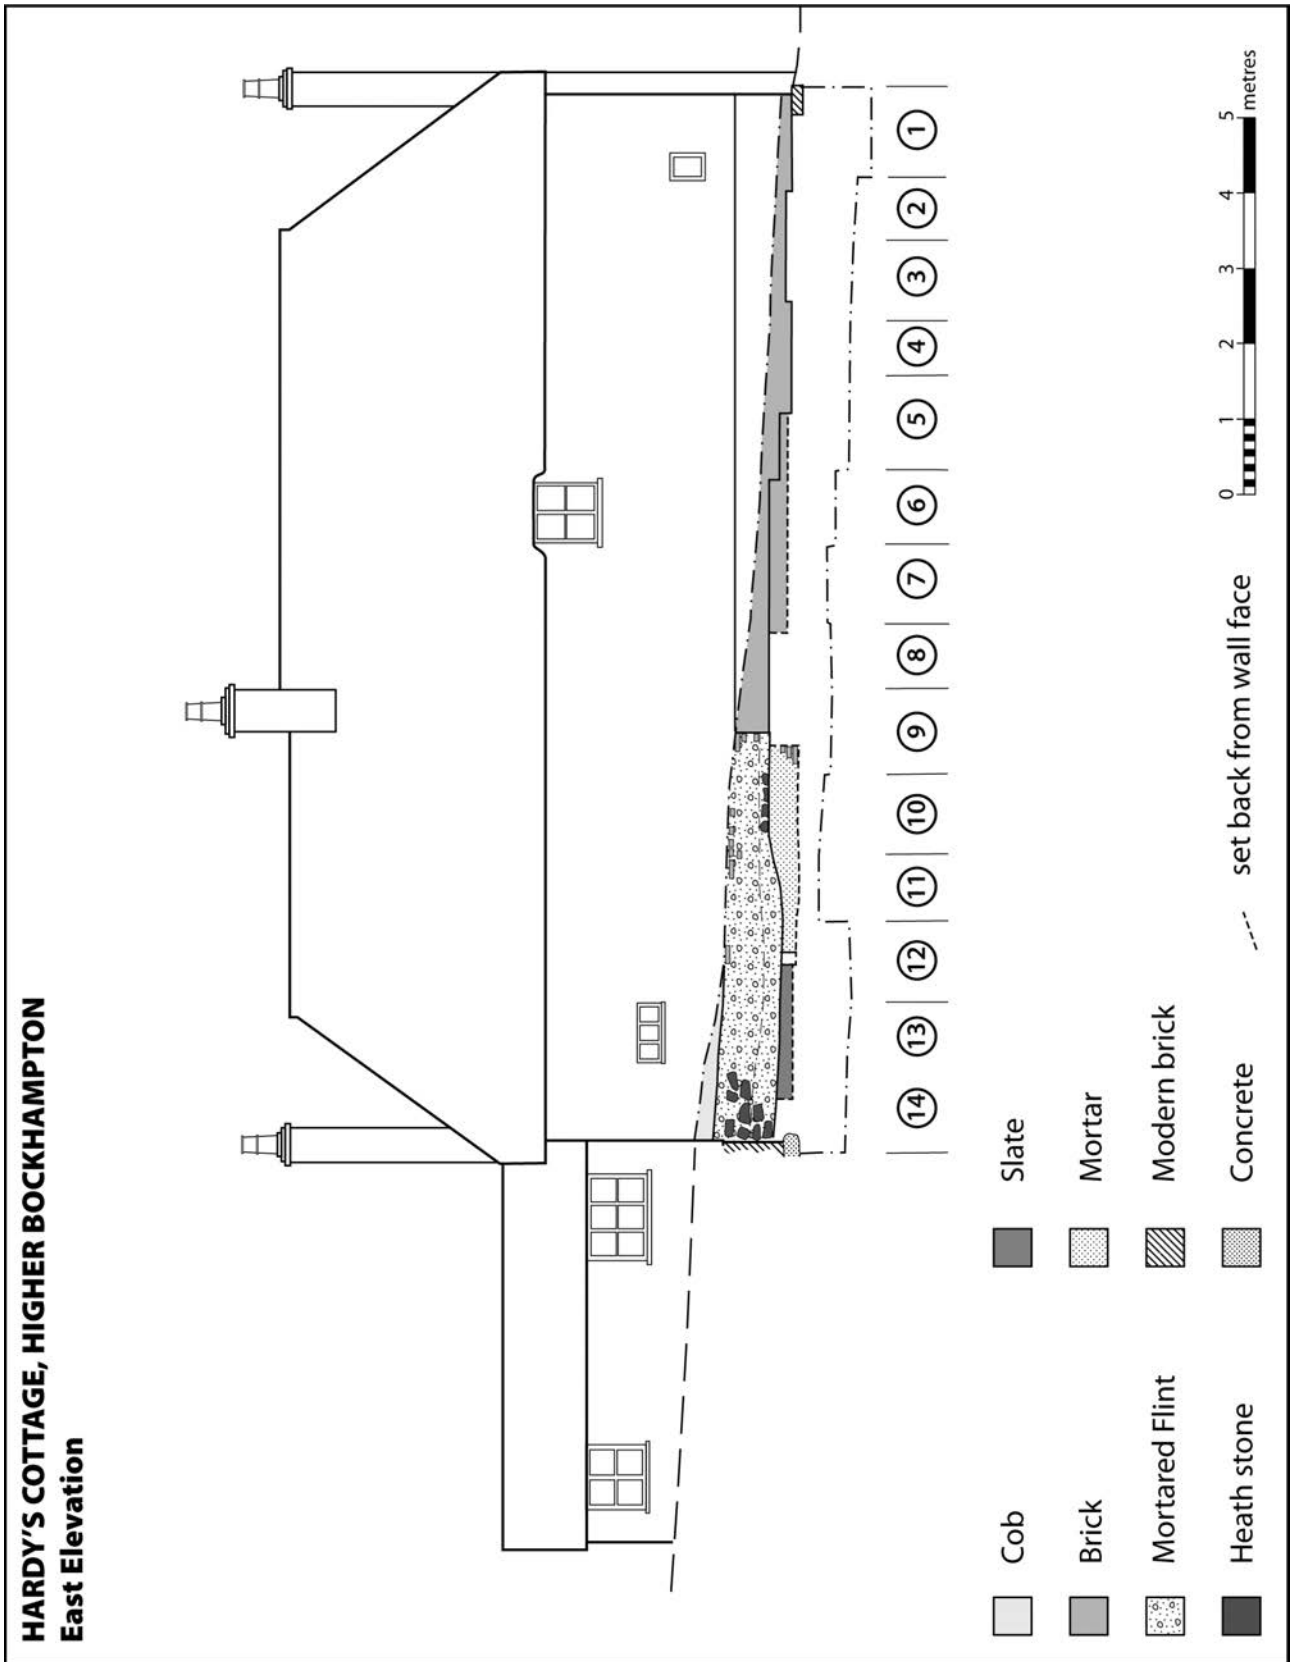 HARDY'S COTTAGE, HIGHER BOCKHAMPTON
East Elevation
14 13 12 11 10 9 8 7 6 5 4 3 2 1
Cob
Brick
Mortared Flint
Heath stone
Slate
Mortar
Modern brick
Concrete
set back from wall face
0 1 2 3 4 5
metres